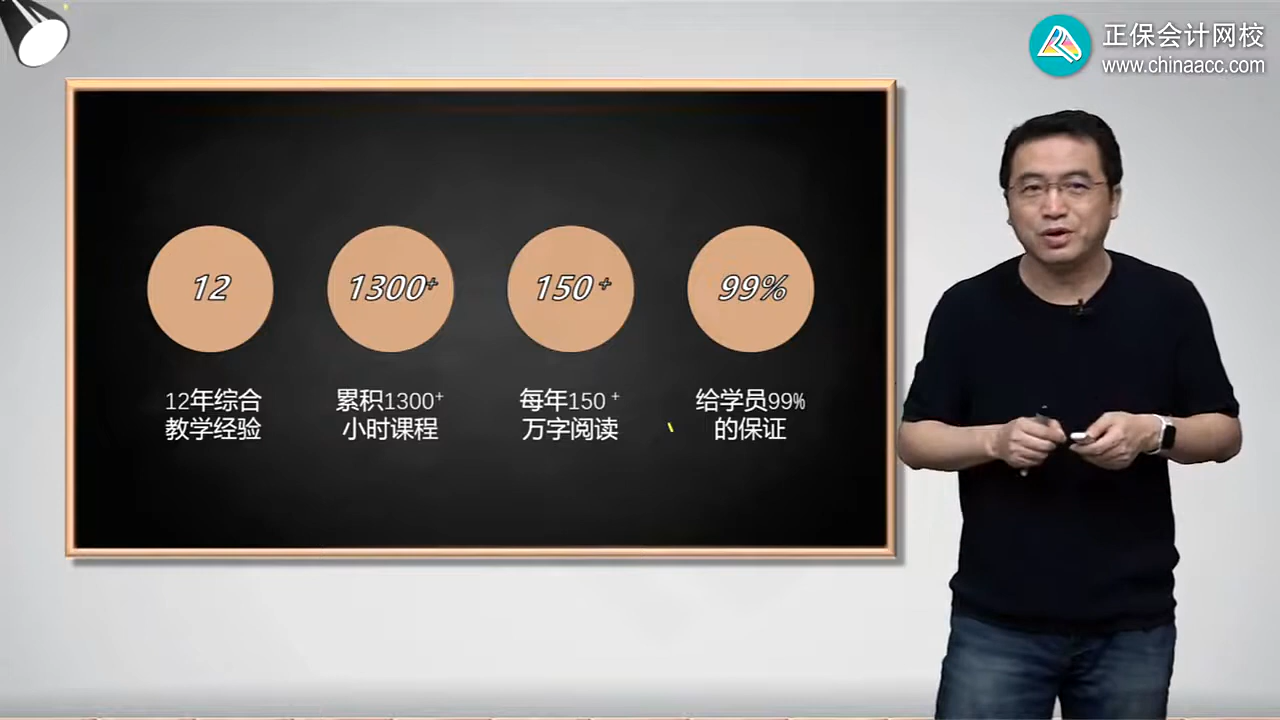 正保会计网校
www.chinaacc.com
12
1300+
150+
99%
12年综合
教学经验
累积1300+
小时课程
每年150+
万字阅读
给学员99%
的保证